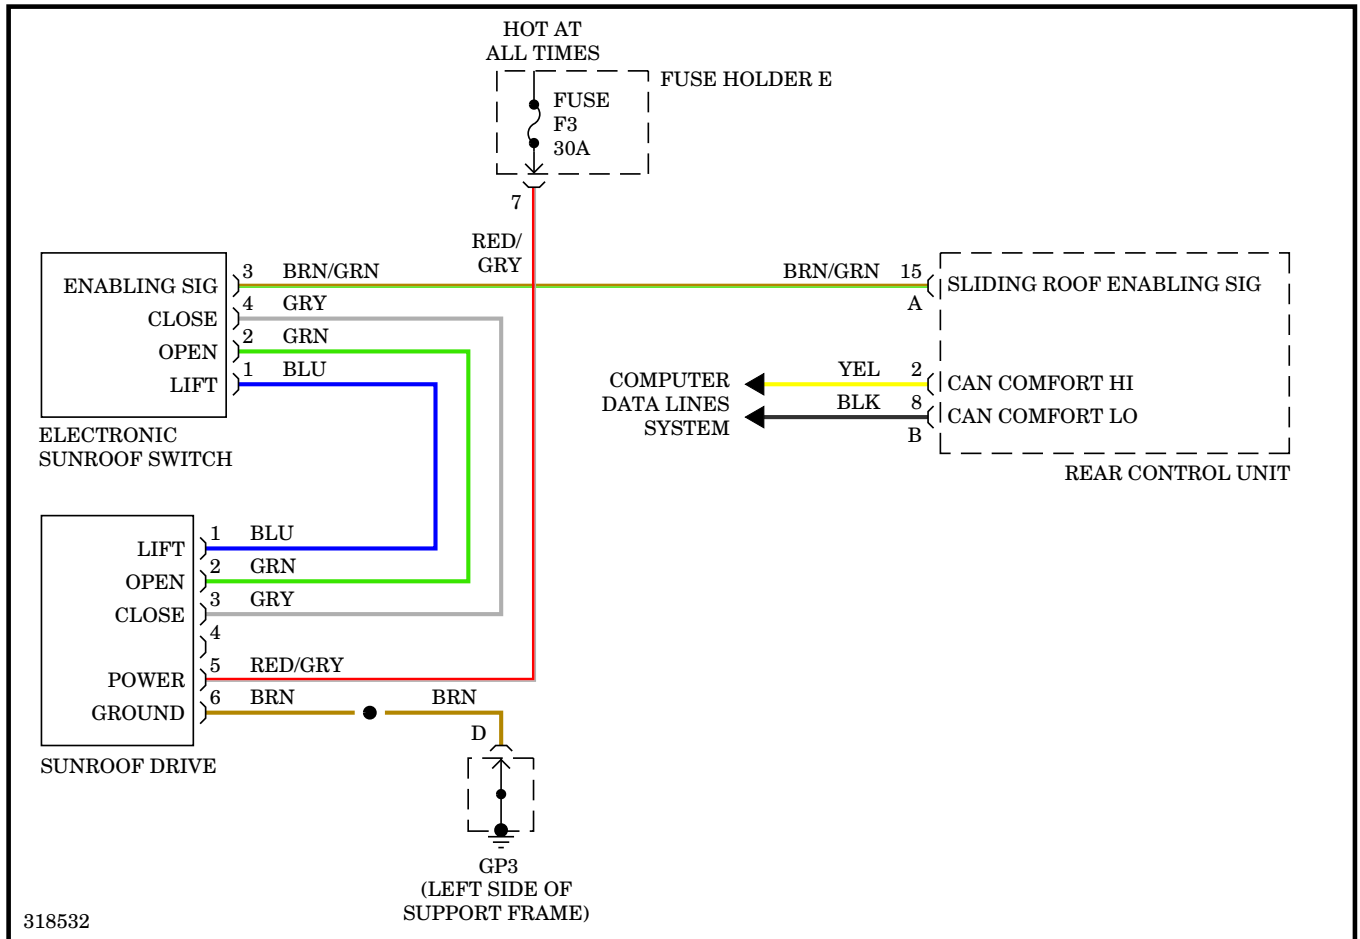 HOT AT
ALL TIMES
FUSE HOLDER E
FUSE
F3
30A
7
RED/
GRY
ENABLING SIG
3
BRN/GRN
BRN/GRN
15
A
SLIDING ROOF ENABLING SIG
CLOSE
4
GRY
OPEN
2
GRN
LIFT
1
BLU
ELECTRONIC
SUNROOF SWITCH
COMPUTER
DATA LINES
SYSTEM
YEL
2
CAN COMFORT HI
BLK
8
B
CAN COMFORT LO
REAR CONTROL UNIT
LIFT
1
BLU
OPEN
2
GRN
CLOSE
3
GRY
4
POWER
5
RED/GRY
GROUND
6
BRN
BRN
D
SUNROOF DRIVE
GP3
(LEFT SIDE OF
SUPPORT FRAME)
318532